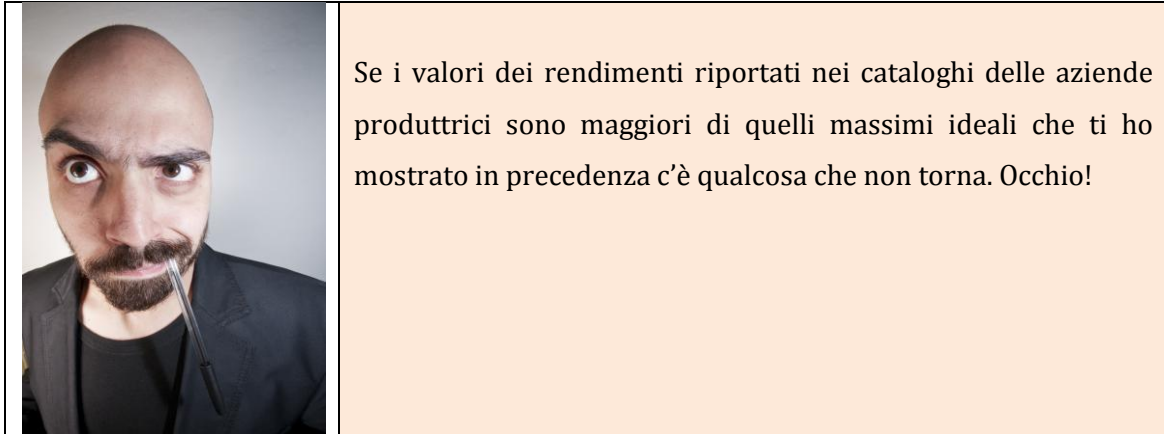 Se i valori dei rendimenti riportati nei cataloghi delle aziende
produttrici sono maggiori di quelli massimi ideali che ti ho
mostrato in precedenza c’è qualcosa che non torna. Occhio!